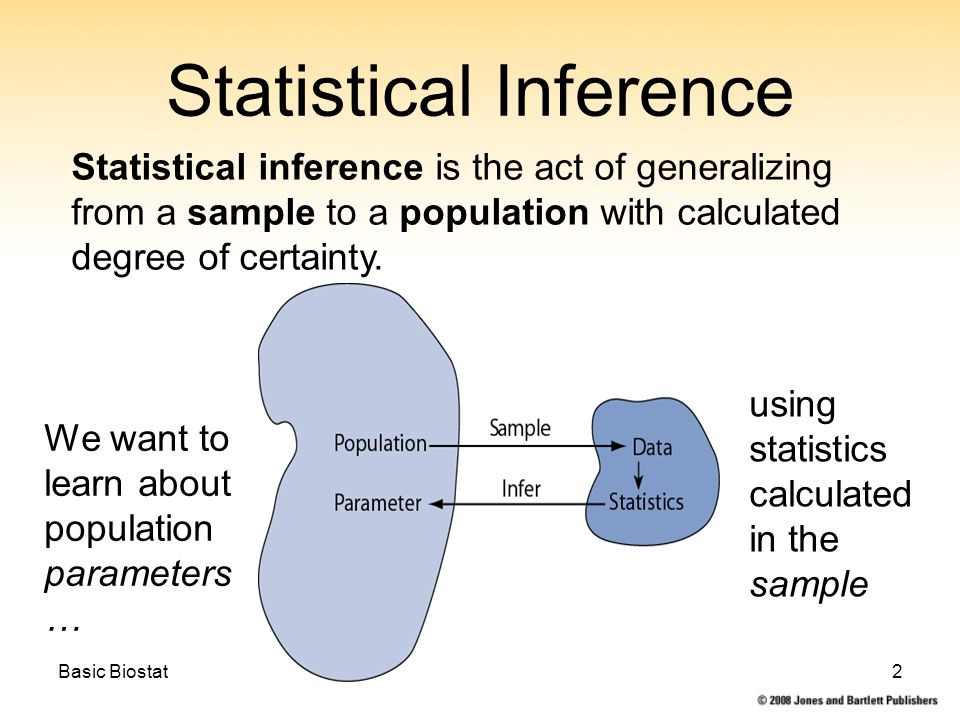 Statistical Inference
Statistical inference is the act of generalizing
from a sample to a population with calculated
degree of certainty.
We want to
learn about
population
parameters
…
Population
Sample
Data
Parameter
Infer
Statistics
using
statistics
calculated
in the
sample
Basic Biostat
2
© 2008 Jones and Bartlett Publishers